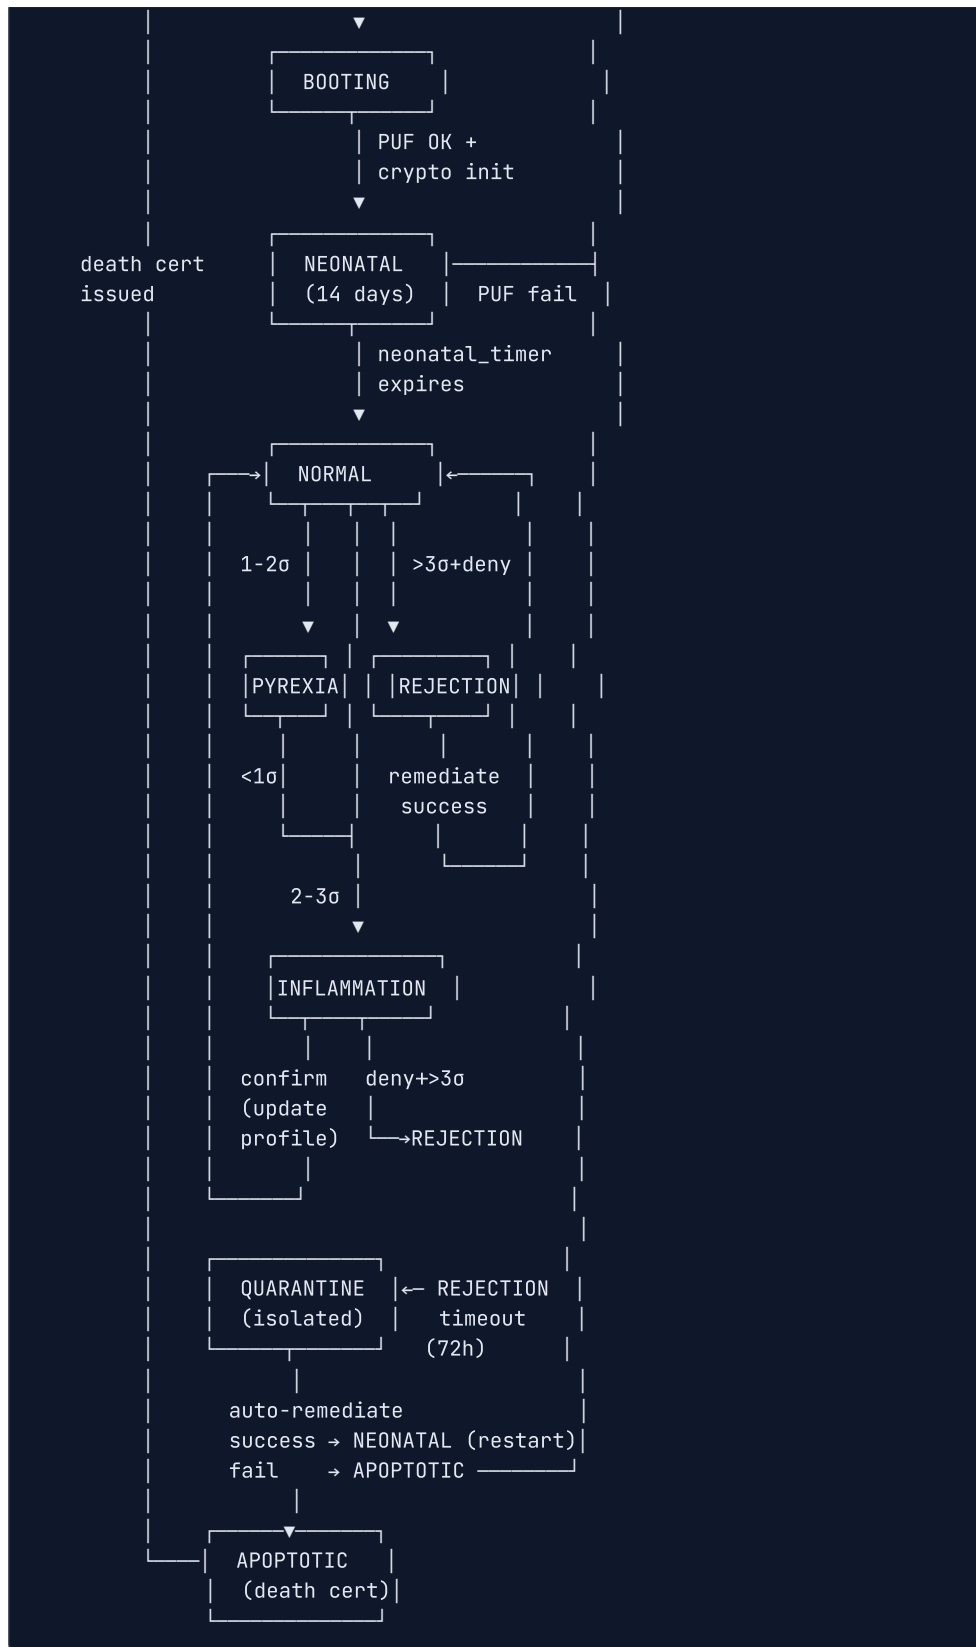 BOOTING
PUF OK +
crypto init
death cert NEONATAL
issued (14 days) PUF fail
neonatal_timer
expires
NORMAL
1-2σ >3σ+deny
PYREXIA REJECTION
<1σ remediate
success
2-3σ
INFLAMMATION
confirm deny+>3σ
(update
profile) →REJECTION
QUARANTINE ← REJECTION
(isolated) timeout
(72h)
auto-remediate
success → NEONATAL (restart)
fail → APOPTOTIC
APOPTOTIC
(death cert)